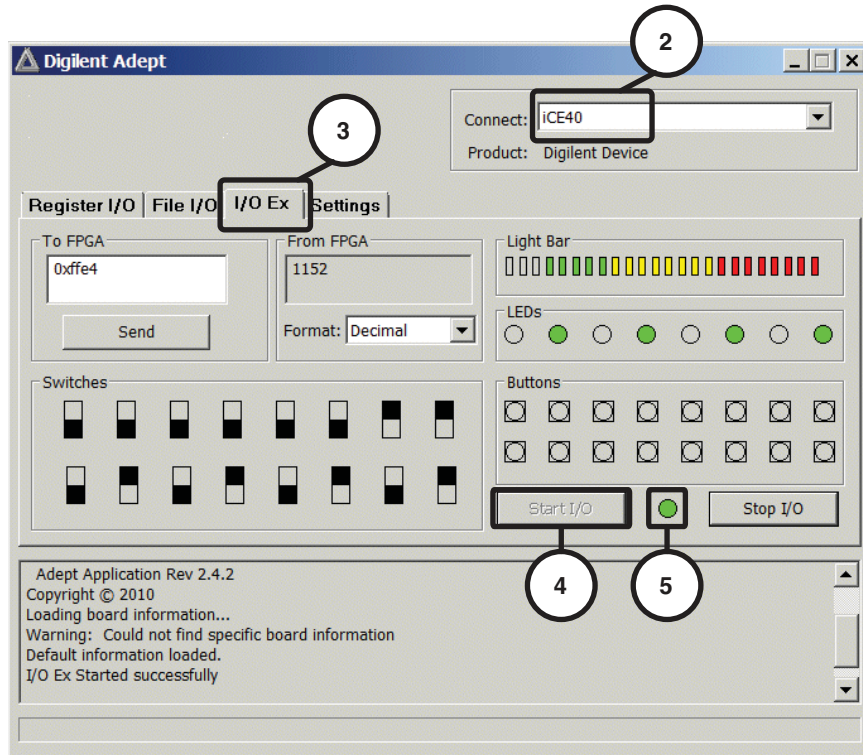 2
Digilent Adept
3
Connect: iCE40
Product: Digilent Device
Register I/O File I/O I/O Ex Settings
To FPGA
0xffe4
Send
From FPGA
1152
Format: Decimal
Light Bar
LEDs
Switches
Buttons
Start I/O
Stop I/O
4
5
Adept Application Rev 2.4.2
Copyright © 2010
Loading board information...
Warning: Could not find specific board information
Default information loaded.
I/O Ex Started successfully